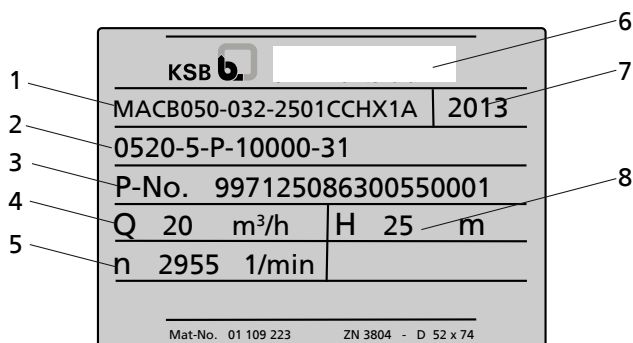 6
KSB b.
7
1
MACB050-032-2501CCHX1A 2013
2
0520-5-P-10000-31
3
P-No. 997125086300550001
8
4
Q 20 m³/h H 25 m
5
n 2955 1/min
Mat-No. 01 109 223 ZN 3804 - D 52 x 74